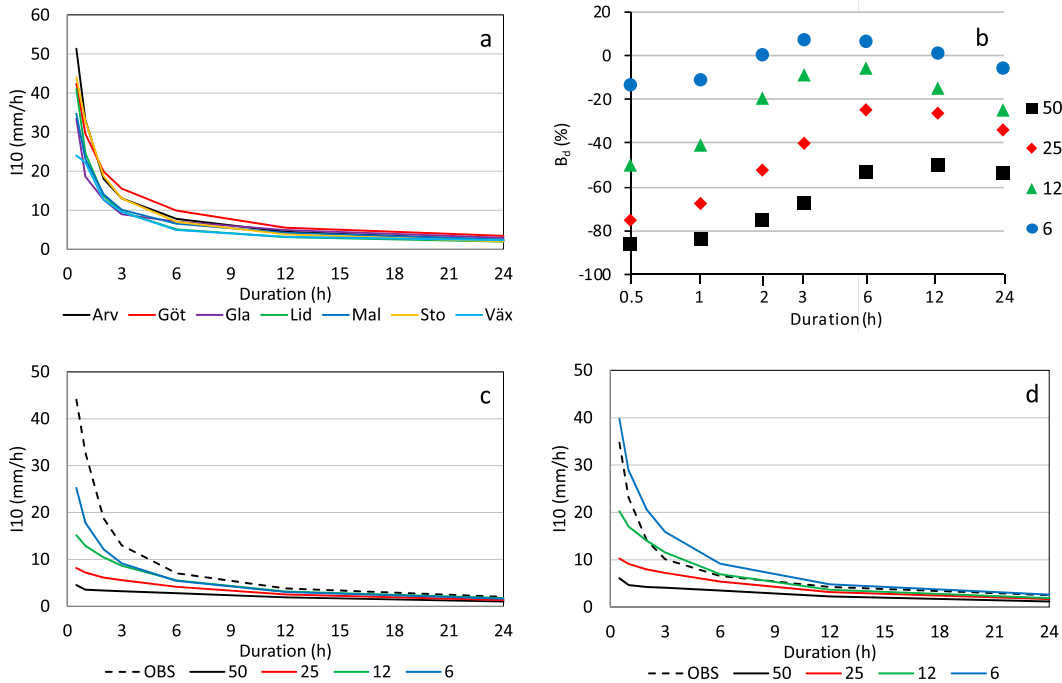 a
I10 (mm/h)
60
50
40
30
20
10
0
0 3 6 9 12 15 18 21 24
Duration (h)
Arv Göt Gla Lid Mal Sto Väx
b
B_d (%)
20
0
-20
-40
-60
-80
-100
0.5 1 2 3 6 12 24
Duration (h)
50
25
12
6
c
I10 (mm/h)
50
40
30
20
10
0
0 3 6 9 12 15 18 21 24
Duration (h)
OBS 50 25 12 6
d
I10 (mm/h)
50
40
30
20
10
0
0 3 6 9 12 15 18 21 24
Duration (h)
OBS 50 25 12 6